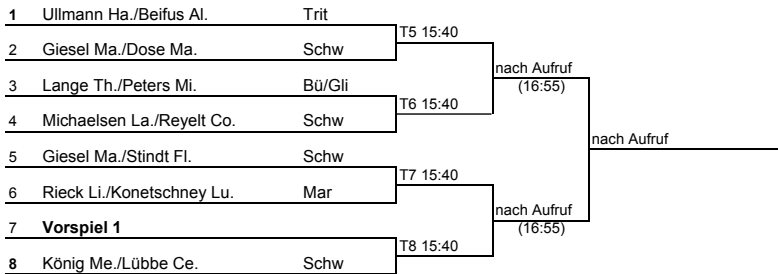 1 Ullmann Ha./Beifus Al. Trit
T5 15:40
2 Giesel Ma./Dose Ma. Schw
nach Aufruf
3 Lange Th./Peters Mi. Bü/Gli
(16:55)
T6 15:40
4 Michaelsen La./Reyelt Co. Schw
nach Aufruf
5 Giesel Ma./Stindt Fl. Schw
T7 15:40
6 Rieck Li./Konetschney Lu. Mar
nach Aufruf
7 Vorspiel 1
(16:55)
T8 15:40
8 König Me./Lübbe Ce. Schw